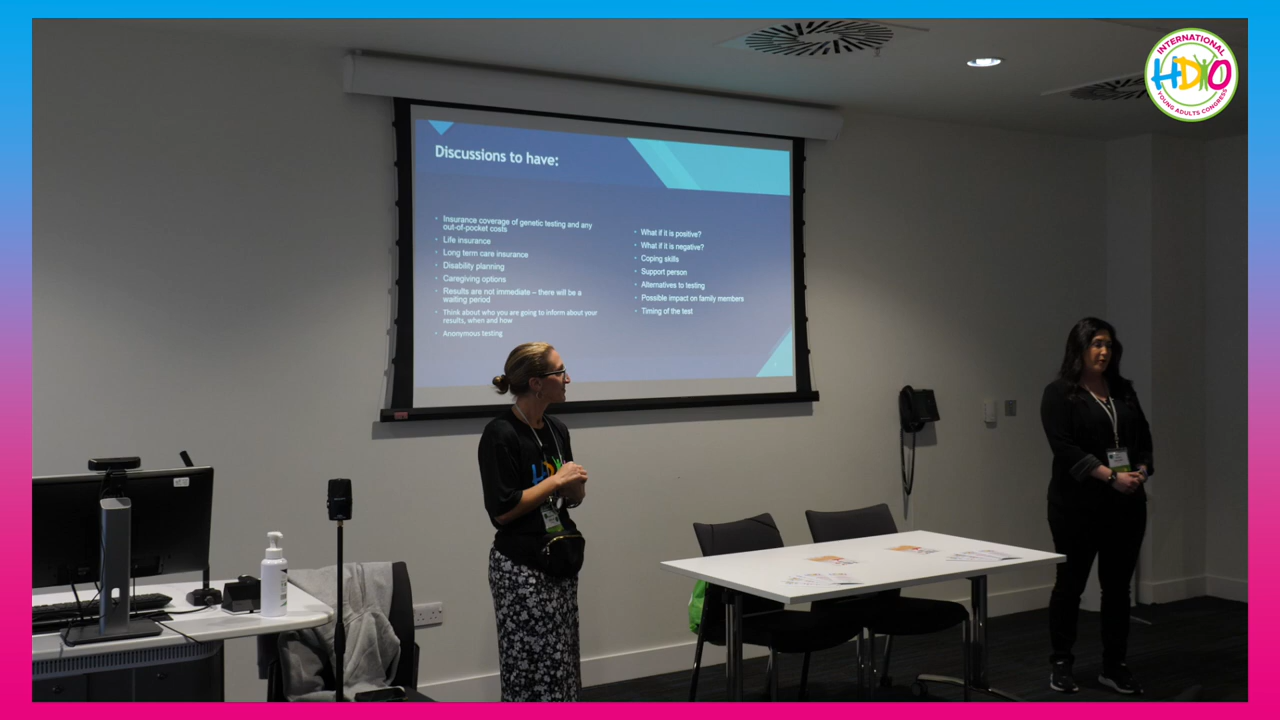 INTERNATIONAL
HDYO
YOUNG ADULTS CONGRESS
Discussions to have:
• Insurance coverage of genetic testing and any
out-of-pocket costs
• Life insurance
• Long term care insurance
• Disability planning
• Caregiving options
• Results are not immediate – there will be a
waiting period
• Think about who you are going to inform about your
results, when and how
• Anonymous testing
• What if it is positive?
• What if it is negative?
• Coping skills
• Support person
• Alternatives to testing
• Possible impact on family members
• Timing of the test